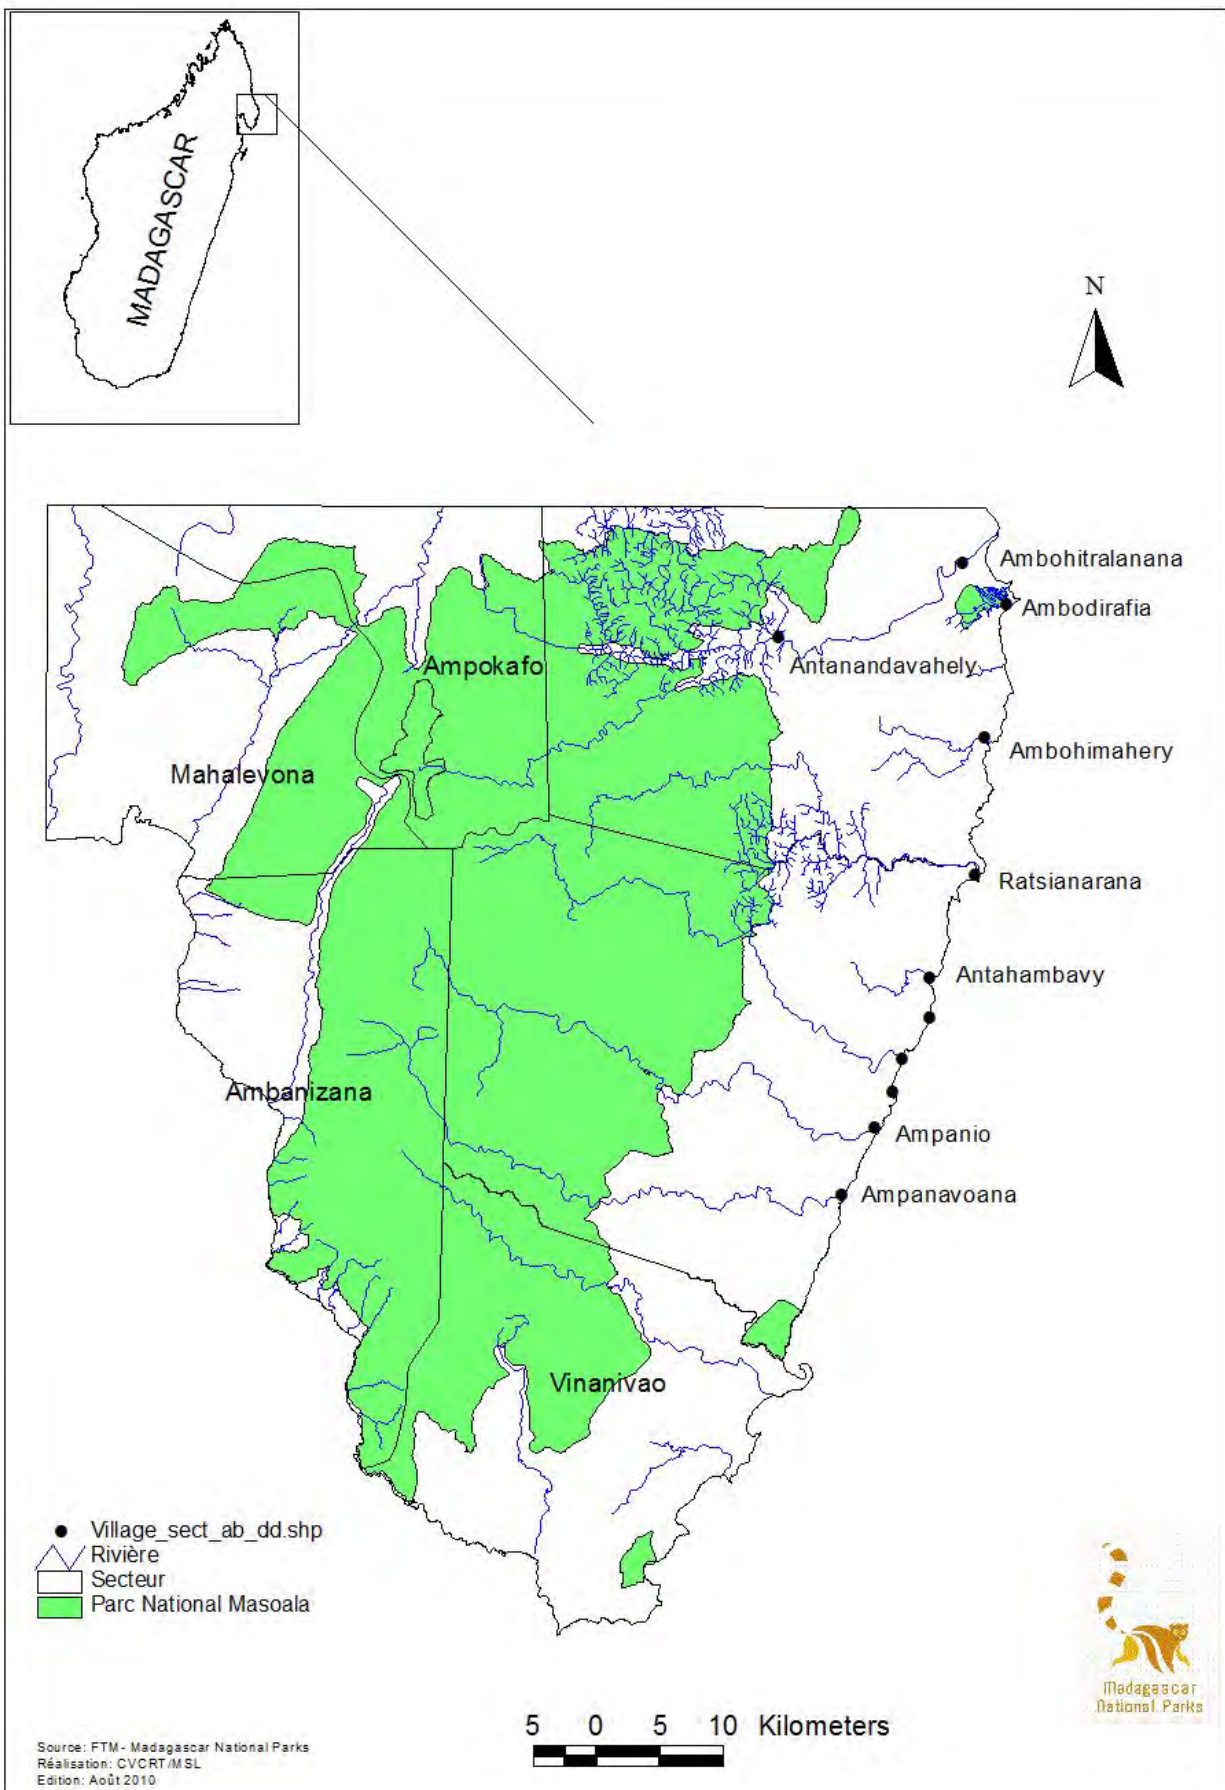 MADAGASCAR
N
Ambohitralanana
Ambodirafia
Ampokafo
Antanandavahely
Mahalevona
Ambohimahery
Ratsianarana
Antahambavy
Ambanizana
Ampanio
Ampanavoana
Vinanivao
Village_sect_ab_dd.shp
Rivière
Secteur
Parc National Masoala
Madagascar
National Parks
5 0 5 10 Kilometers
Source: FTM - Madagascar National Parks
Réalisation: CVCRT/MSL
Edition: Août 2010